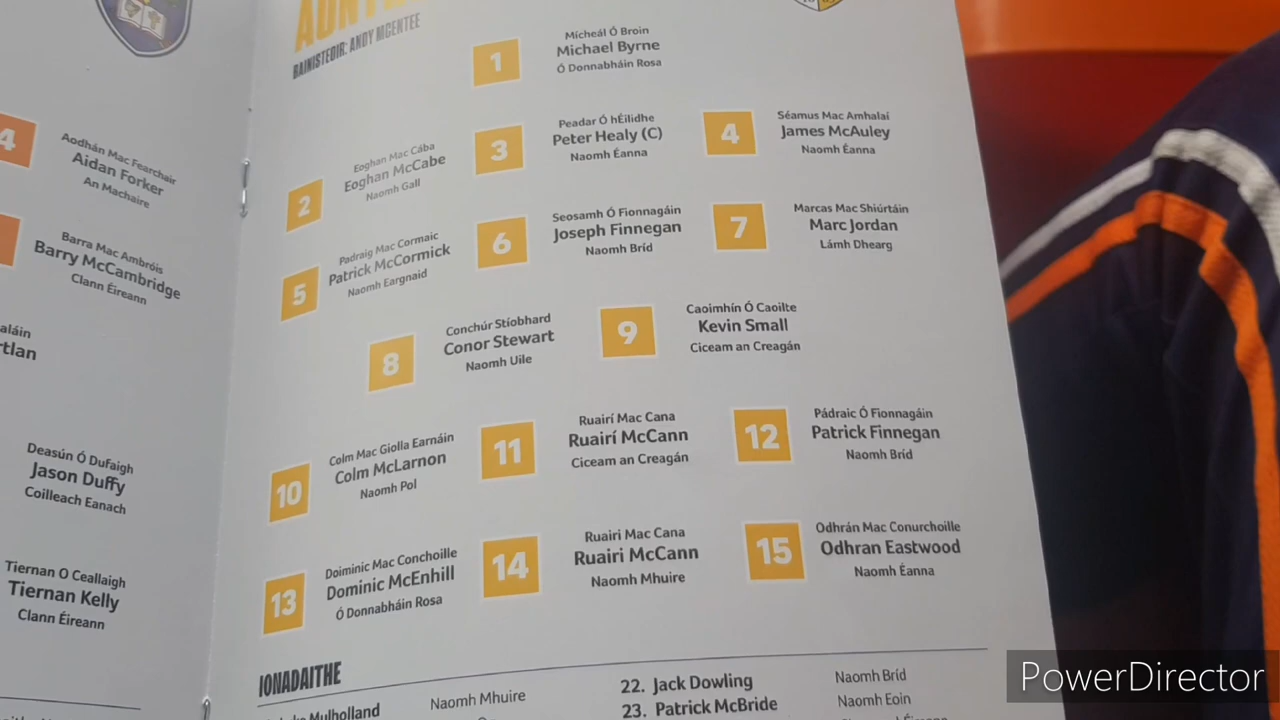 4
Aodhán Mac Fearchair
Aidan Forker
An Machaire
Barra Mac Ambróis
Barry McCambridge
Clann Éireann
Deasún Ó Dufaigh
Jason Duffy
Coilleach Eanach
Tiernan O Ceallaigh
Tiernan Kelly
Clann Éireann
BAINISTEOIR: ANDY MCENTEE
1
Mícheál Ó Broin
Michael Byrne
Ó Donnabháin Rosa
2
Eoghan Mac Cába
Eoghan McCabe
Naomh Gall
3
Peadar Ó hÉilidhe
Peter Healy (C)
Naomh Éanna
4
Séamus Mac Amhalai
James McAuley
Naomh Éanna
5
Padraig Mac Cormaic
Patrick McCormick
Naomh Eargnaid
6
Seosamh Ó Fionnagáin
Joseph Finnegan
Naomh Bríd
7
Marcas Mac Shiúrtáin
Marc Jordan
Lámh Dhearg
8
Conchúr Stíobhard
Conor Stewart
Naomh Uile
9
Caoimhín Ó Caoilte
Kevin Small
Ciceam an Creagán
10
Colm Mac Giolla Earnáin
Colm McLarnon
Naomh Pol
11
Ruairí Mac Cana
Ruairí McCann
Ciceam an Creagán
12
Pádraic Ó Fionnagáin
Patrick Finnegan
Naomh Bríd
13
Doiminic Mac Conchoille
Dominic McEnhill
Ó Donnabháin Rosa
14
Ruairi Mac Cana
Ruairi McCann
Naomh Mhuire
15
Odhrán Mac Conurchoille
Odhran Eastwood
Naomh Éanna
IONADAITHE
Mulholland Naomh Mhuire
22. Jack Dowling Naomh Bríd
23. Patrick McBride Naomh Eoin
PowerDirector